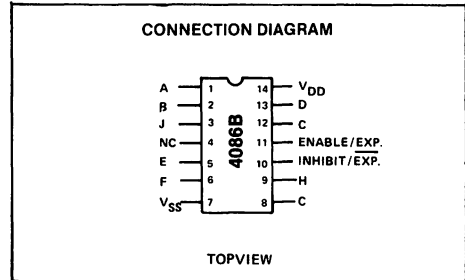 CONNECTION DIAGRAM
A 1 14 VDD
B 2 13 D
J 3 12 C
NC 4 11 ENABLE/EXP.
E 5 10 INHIBIT/E̅X̅P̅.
F 6 9 H
VSS 7 8 C
4086B
TOPVIEW